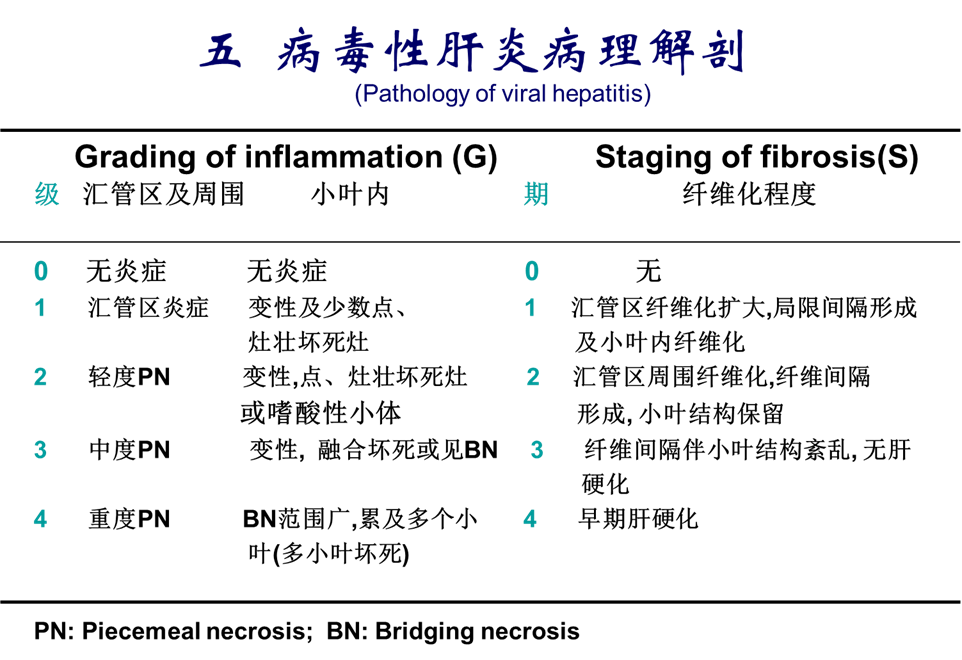 五 病毒性肝炎病理解剖
(Pathology of viral hepatitis)
Grading of inflammation (G) Staging of fibrosis(S)
级 汇管区及周围 小叶内 期 纤维化程度
0 无炎症 无炎症 0 无
1 汇管区炎症 变性及少数点、 1 汇管区纤维化扩大,局限间隔形成
灶壮坏死灶 及小叶内纤维化
2 轻度PN 变性,点、灶壮坏死灶 2 汇管区周围纤维化,纤维间隔
或嗜酸性小体 形成, 小叶结构保留
3 中度PN 变性, 融合坏死或见BN 3 纤维间隔伴小叶结构紊乱, 无肝
硬化
4 重度PN BN范围广,累及多个小 4 早期肝硬化
叶(多小叶坏死)
PN: Piecemeal necrosis; BN: Bridging necrosis